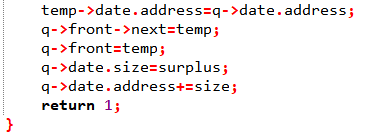 temp->date.address=q->date.address;
q->front->next=temp;
q->front=temp;
q->date.size=surplus;
q->date.address+=size;
return 1;
}